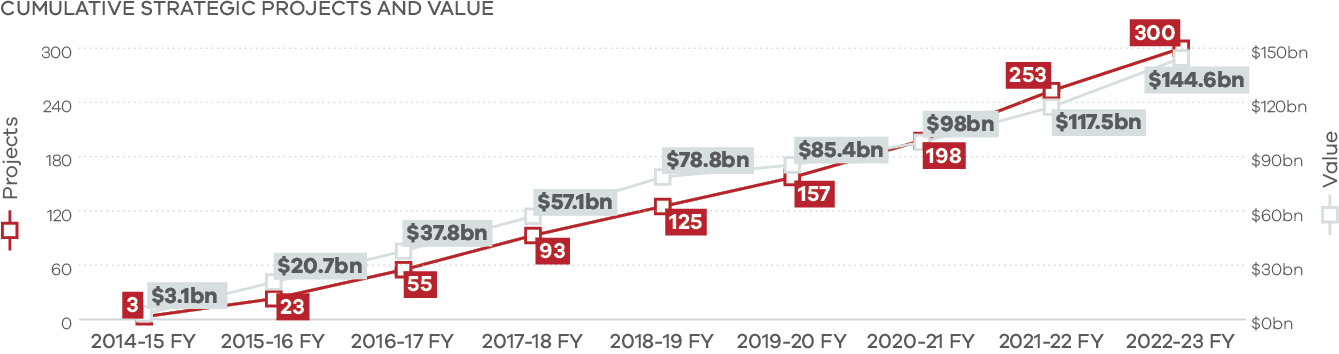 CUMULATIVE STRATEGIC PROJECTS AND VALUE
300
240
180
120
60
0
Projects
3
23
55
93
125
157
198
253
300
$3.1bn
$20.7bn
$37.8bn
$57.1bn
$78.8bn
$85.4bn
$98bn
$117.5bn
$144.6bn
$150bn
$120bn
$90bn
$60bn
$30bn
$0bn
Value
2014-15 FY
2015-16 FY
2016-17 FY
2017-18 FY
2018-19 FY
2019-20 FY
2020-21 FY
2021-22 FY
2022-23 FY